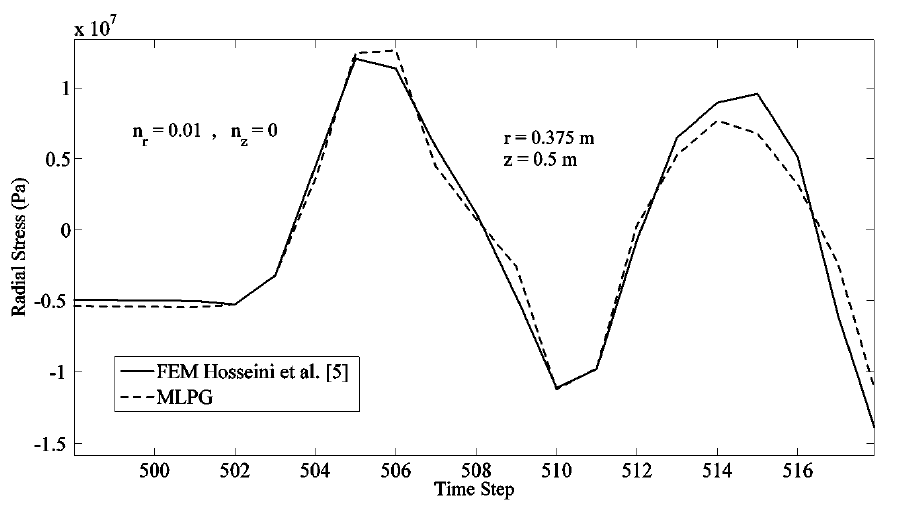 x 10^7
1
0.5
0
-0.5
-1
-1.5
Radial Stress (Pa)
n_r = 0.01 , n_z = 0
r = 0.375 m
z = 0.5 m
FEM Hosseini et al. [5]
MLPG
500 502 504 506 508 510 512 514 516
Time Step